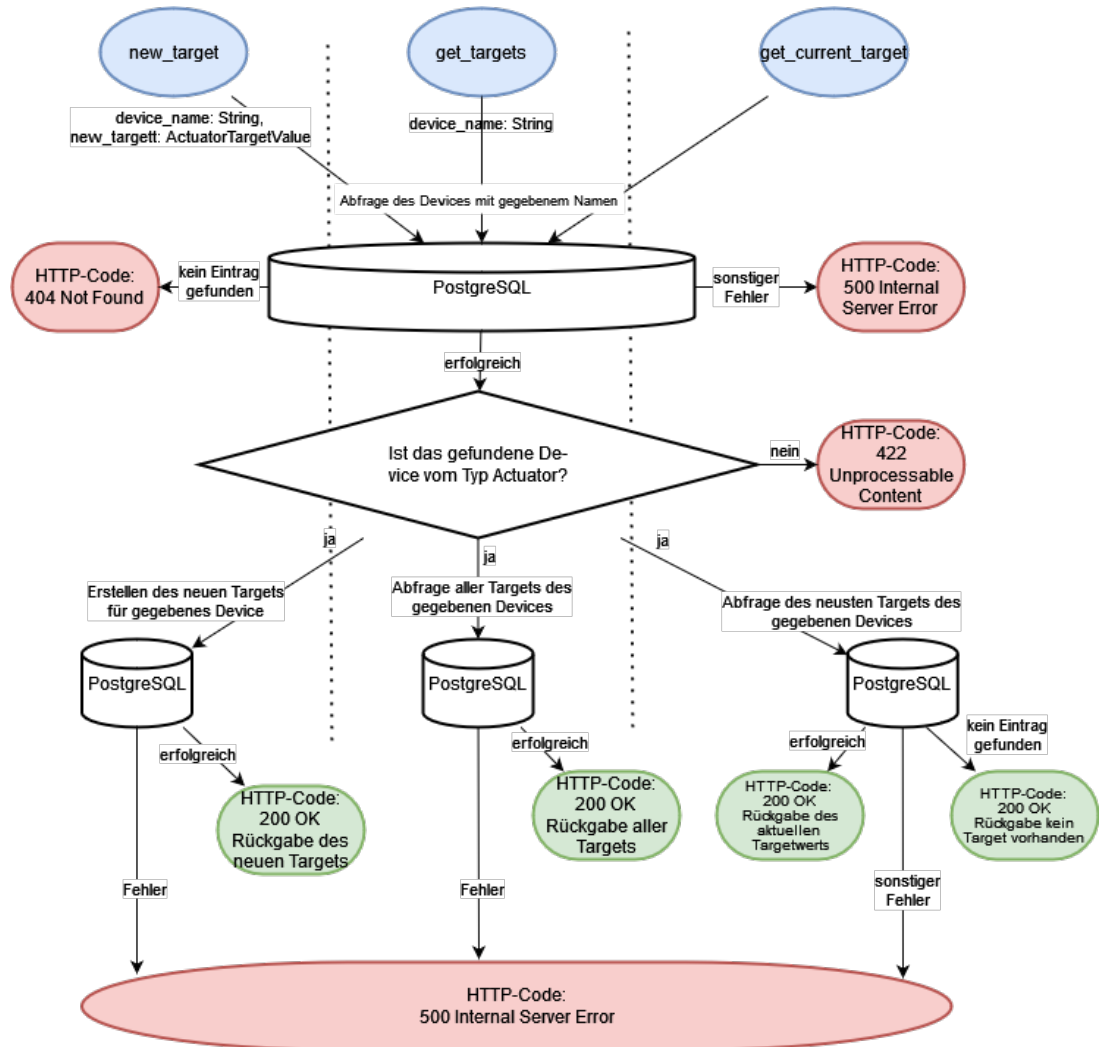 new_target
get_targets
get_current_target
device_name: String,
new_targett: ActuatorTargetValue
device_name: String
Abfrage des Devices mit gegebenem Namen
HTTP-Code:
404 Not Found
kein Eintrag
gefunden
PostgreSQL
sonstiger
Fehler
HTTP-Code:
500 Internal
Server Error
erfolgreich
Ist das gefundene De-
vice vom Typ Actuator?
nein
HTTP-Code:
422
Unprocessable
Content
ja
ja
ja
Erstellen des neuen Targets
für gegebenes Device
Abfrage aller Targets des
gegebenen Devices
Abfrage des neusten Targets des
gegebenen Devices
PostgreSQL
PostgreSQL
PostgreSQL
erfolgreich
erfolgreich
erfolgreich
kein Eintrag
gefunden
HTTP-Code:
200 OK
Rückgabe des
neuen Targets
HTTP-Code:
200 OK
Rückgabe aller
Targets
HTTP-Code:
200 OK
Rückgabe des
aktuellen
Targetwerts
HTTP-Code:
200 OK
Rückgabe kein
Target vorhanden
Fehler
Fehler
sonstiger
Fehler
HTTP-Code:
500 Internal Server Error